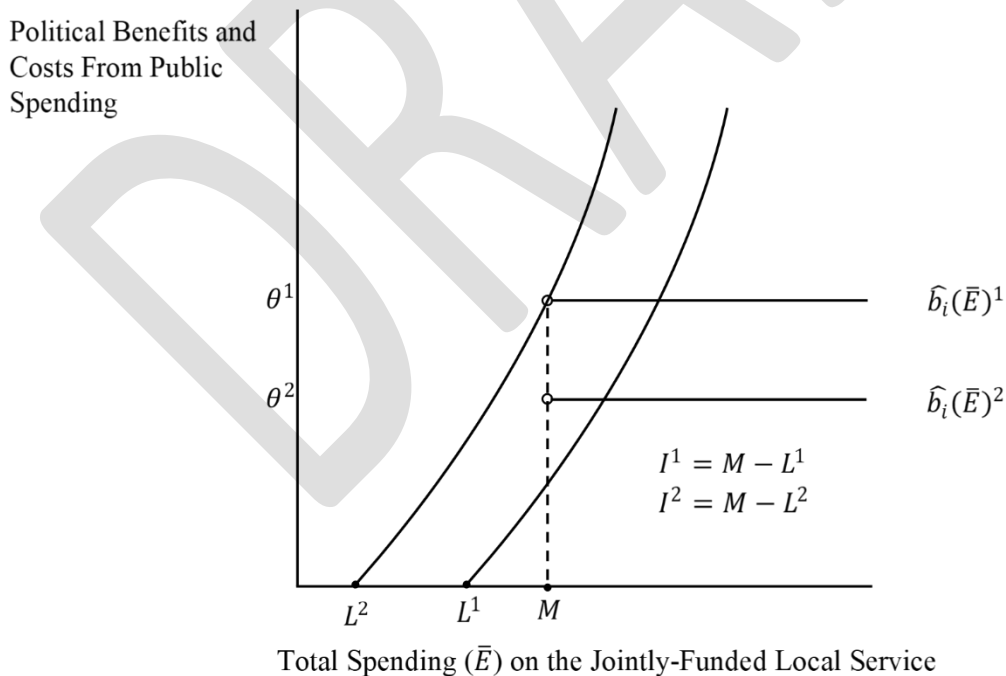 Political Benefits and
Costs From Public
Spending
θ¹
b̂ᵢ(Ē)¹
θ²
b̂ᵢ(Ē)²
I¹ = M − L¹
I² = M − L²
L²
L¹
M
Total Spending (Ē) on the Jointly-Funded Local Service